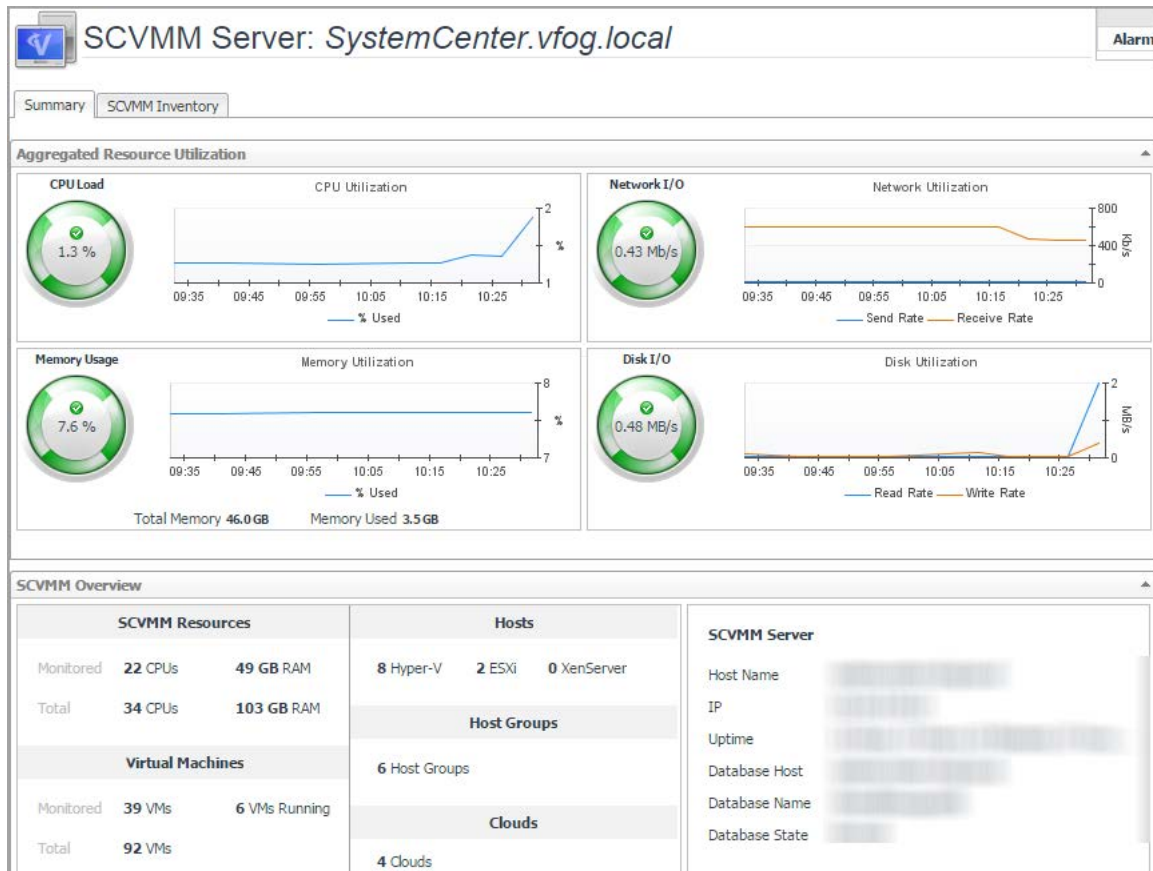 SCVMM Server: SystemCenter.vfog.local
Alarm
Summary
SCVMM Inventory
Aggregated Resource Utilization
CPU Load
CPU Utilization
1.3 %
2
%
1
09:35 09:45 09:55 10:05 10:15 10:25
% Used
Network I/O
Network Utilization
0.43 Mb/s
800
400
0
Kb/s
09:35 09:45 09:55 10:05 10:15 10:25
Send Rate Receive Rate
Memory Usage
Memory Utilization
7.6 %
8
%
7
09:35 09:45 09:55 10:05 10:15 10:25
% Used
Total Memory 46.0 GB Memory Used 3.5 GB
Disk I/O
Disk Utilization
0.48 MB/s
2
MB/s
0
09:35 09:45 09:55 10:05 10:15 10:25
Read Rate Write Rate
SCVMM Overview
SCVMM Resources
Monitored 22 CPUs 49 GB RAM
Total 34 CPUs 103 GB RAM
Virtual Machines
Monitored 39 VMs 6 VMs Running
Total 92 VMs
Hosts
8 Hyper-V 2 ESXi 0 XenServer
Host Groups
6 Host Groups
Clouds
4 Clouds
SCVMM Server
Host Name
IP
Uptime
Database Host
Database Name
Database State